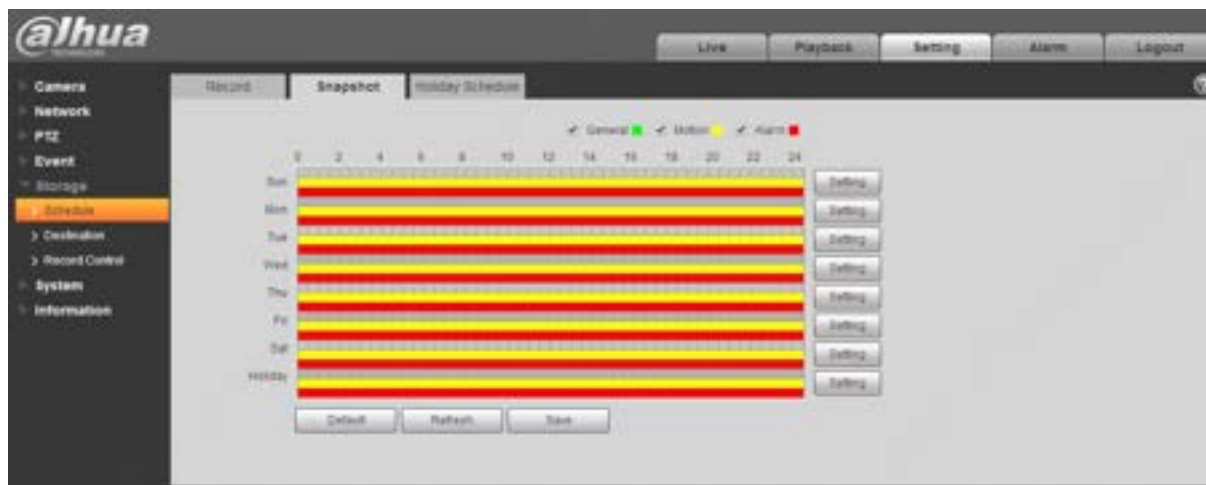 alhua
TECHNOLOGY
Live Playback Setting Alarm Logout
Camera
Network
PTZ
Event
Storage
Schedule
Destination
Record Control
System
Information
Record Snapshot Holiday Schedule
General Motion Alarm
0 2 4 6 8 10 12 14 16 18 20 22 24
Sun Setting
Mon Setting
Tue Setting
Wed Setting
Thu Setting
Fri Setting
Sat Setting
Holiday Setting
Default Refresh Save